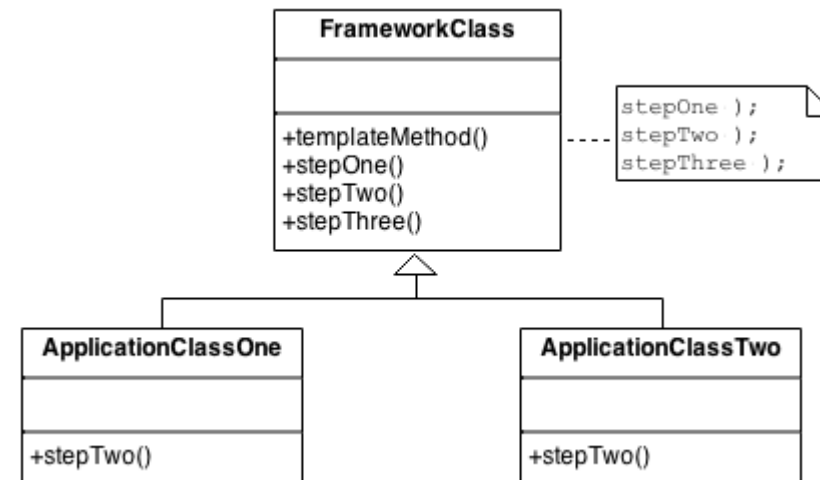 FrameworkClass
+templateMethod()
+stepOne()
+stepTwo()
+stepThree()
stepOne );
stepTwo );
stepThree );
ApplicationClassOne
+stepTwo()
ApplicationClassTwo
+stepTwo()